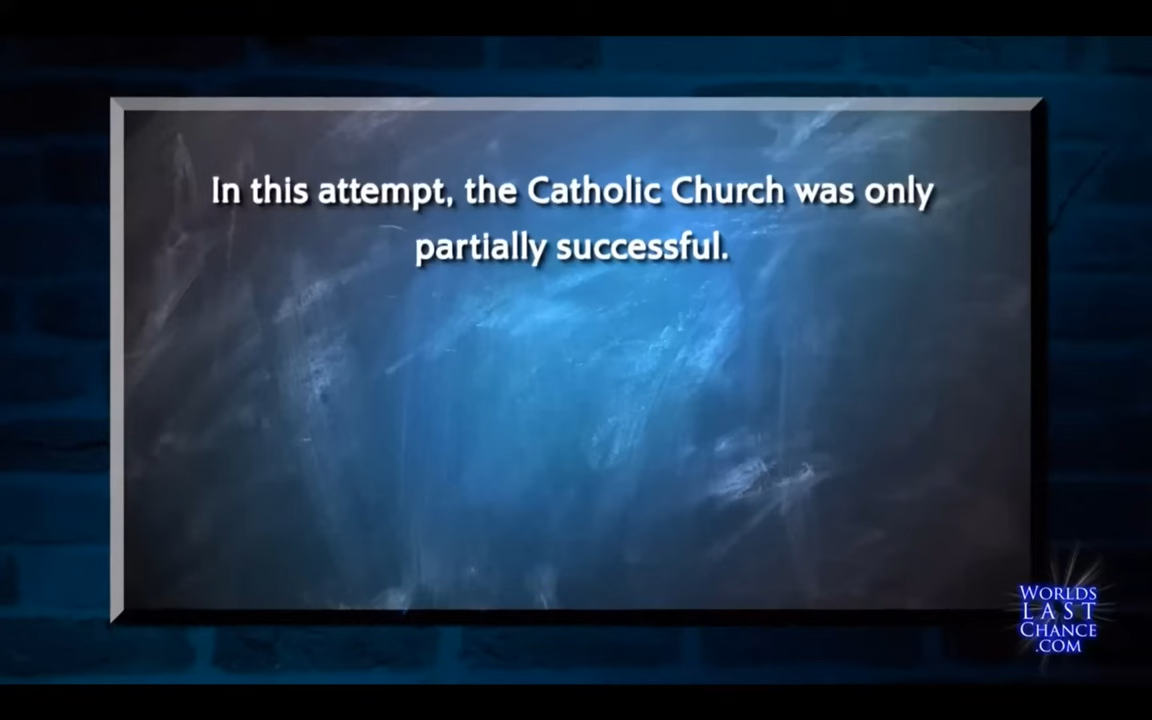 In this attempt, the Catholic Church was only
partially successful.
WORLDS
LAST
CHANCE
.COM